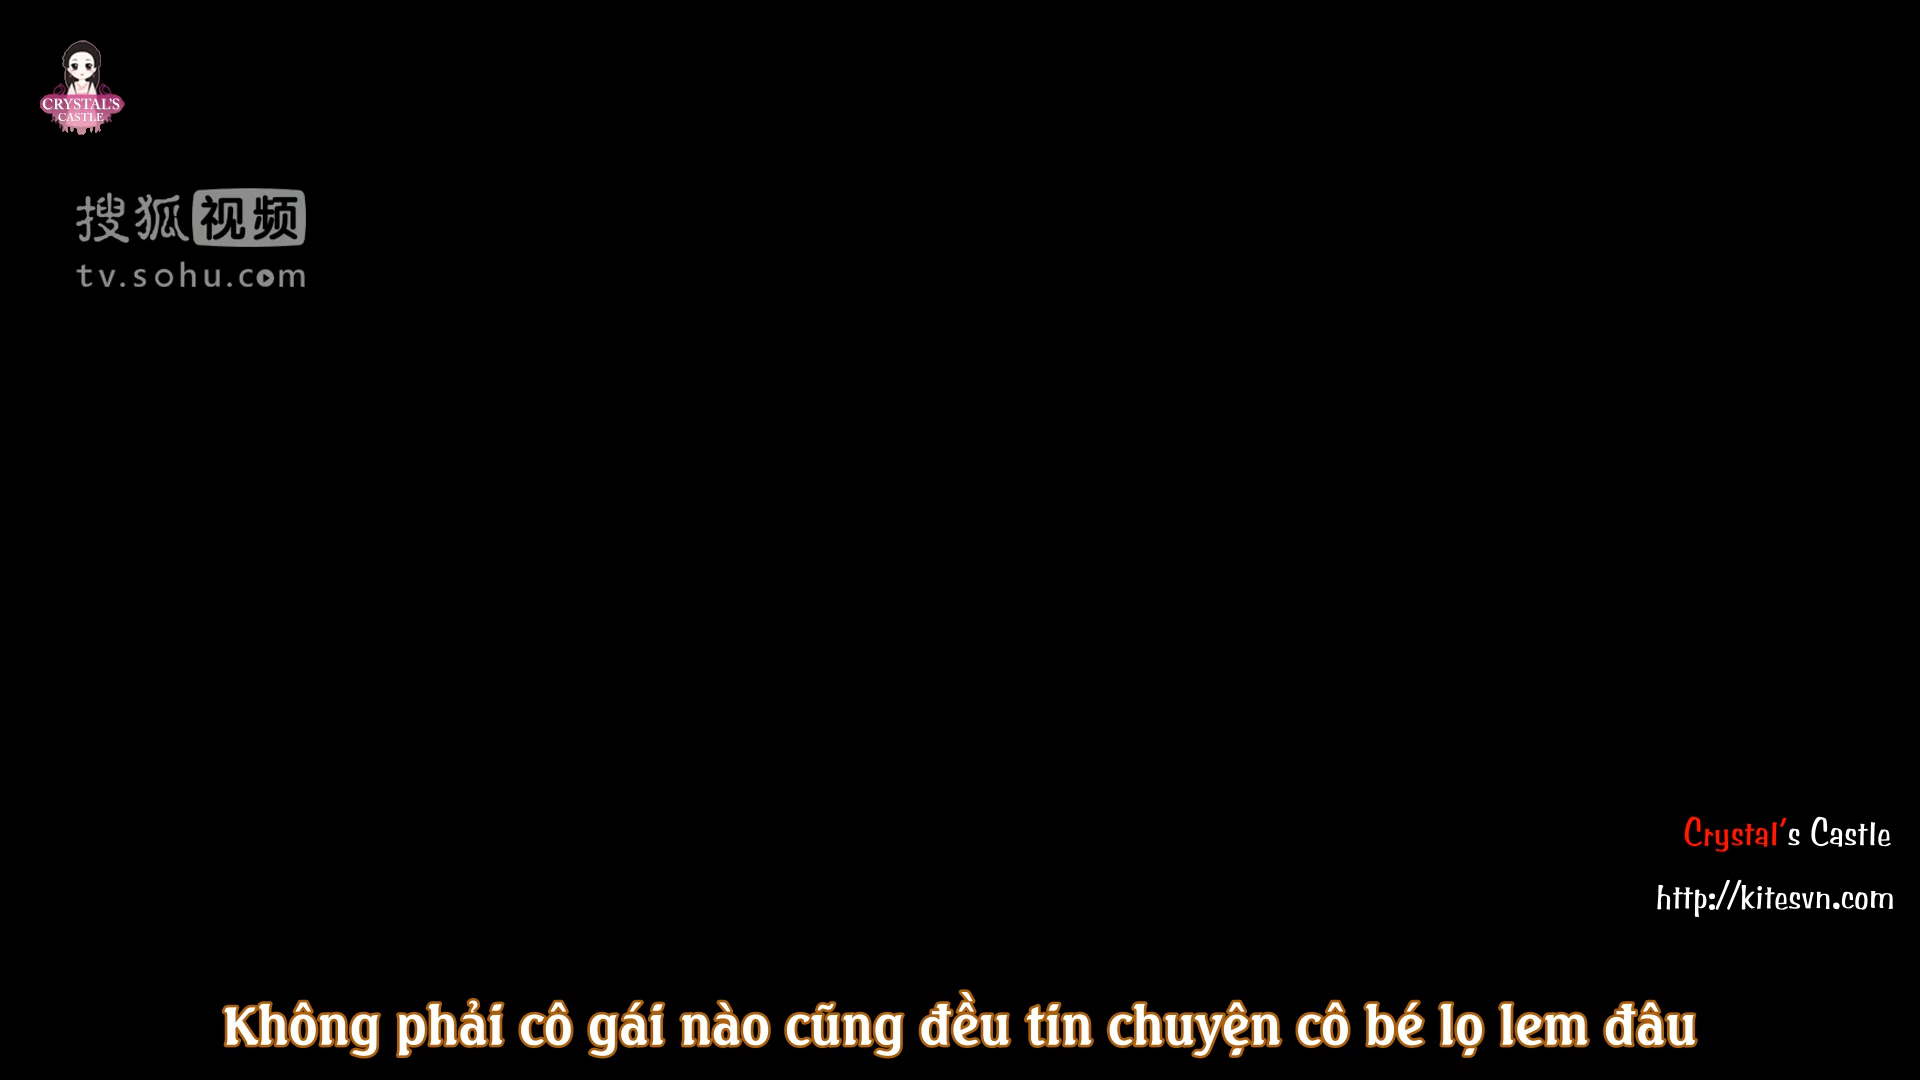 CRYSTAL'S
CASTLE
搜狐视频
tv.sohu.com
Crystal's Castle
http://kitesvn.com
Không phải cô gái nào cũng đều tin chuyện cô bé lọ lem đâu